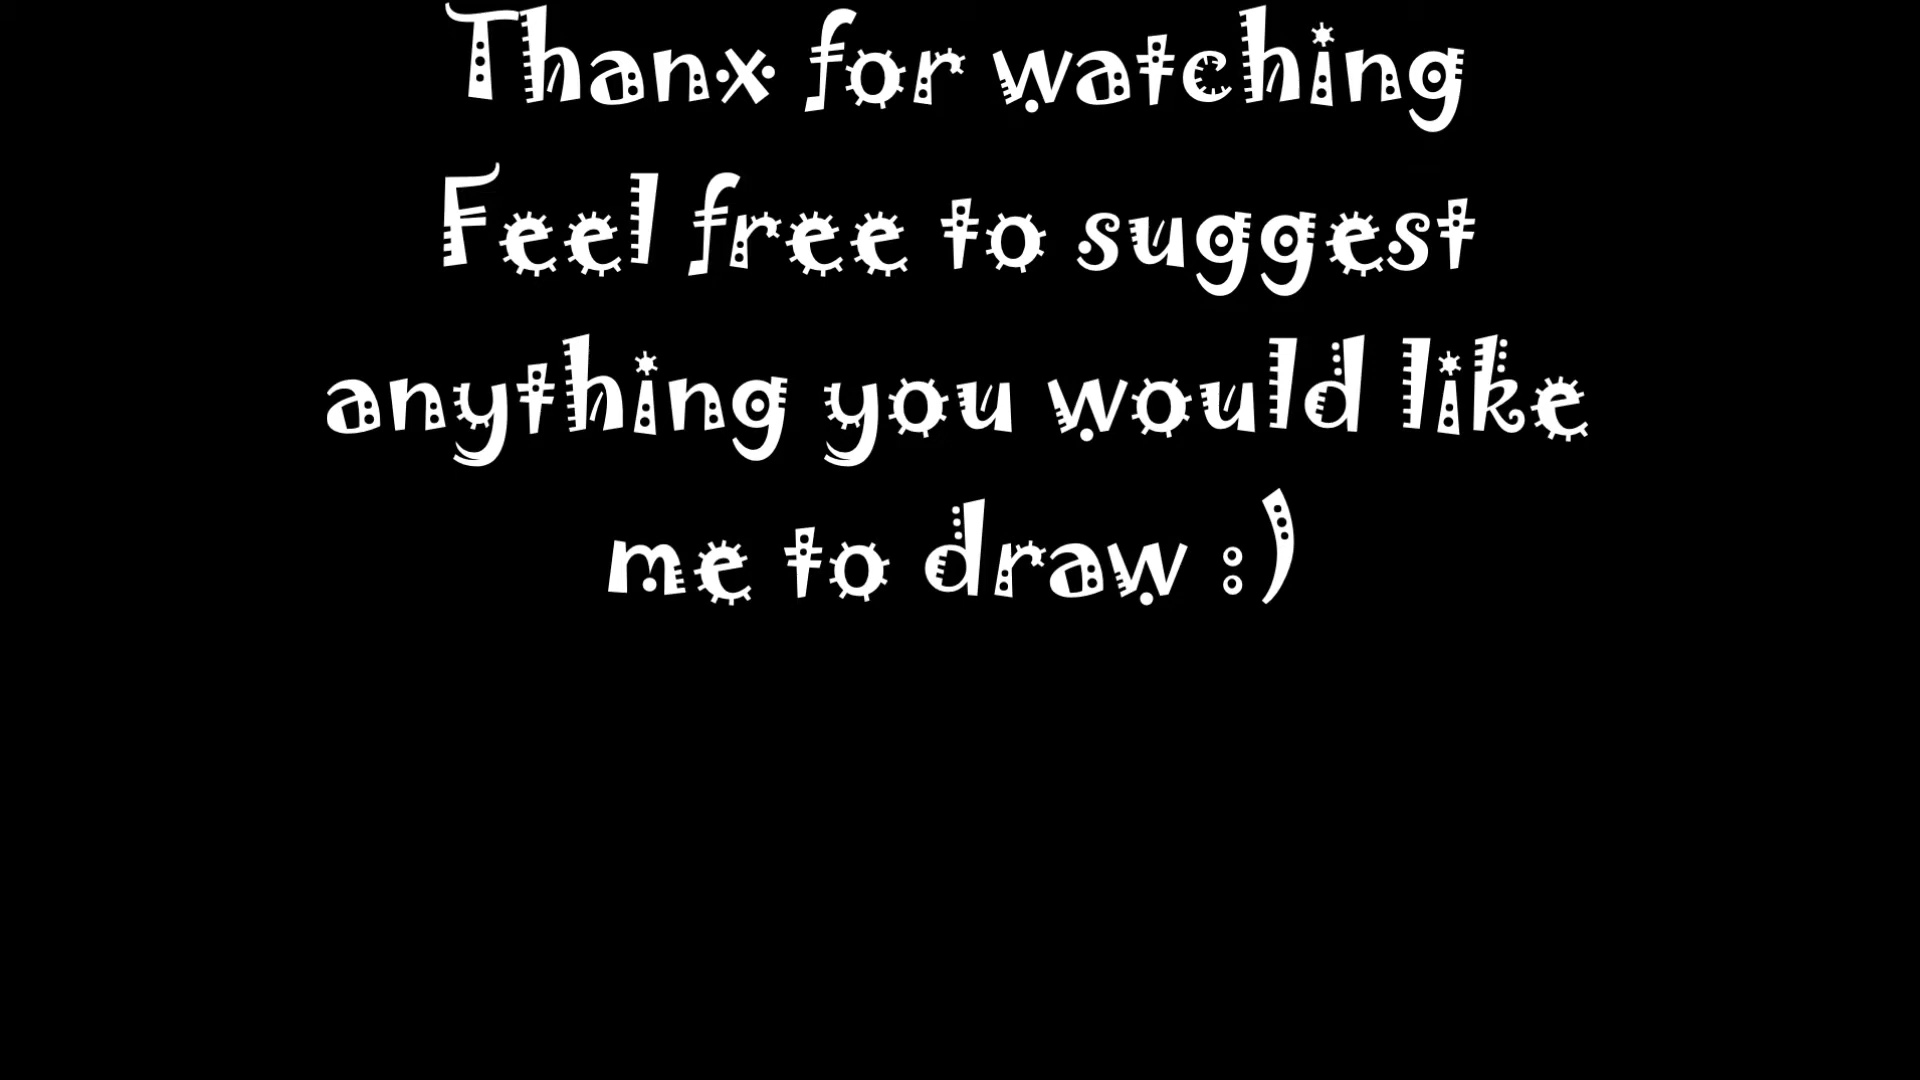 Thanx for watching
Feel free to suggest
anything you would like
me to draw :)